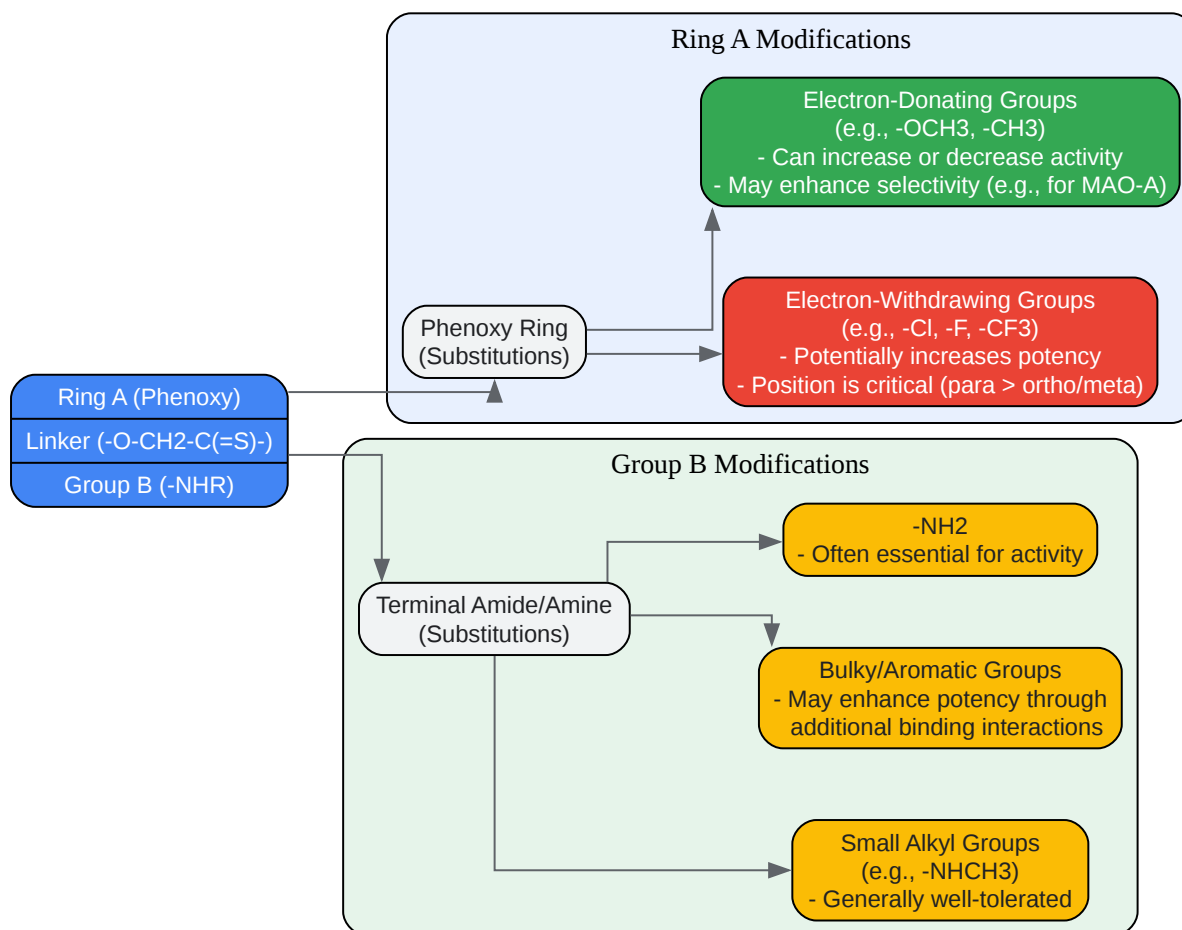 Ring A Modifications
Electron-Donating Groups
(e.g., -OCH3, -CH3)
- Can increase or decrease activity
- May enhance selectivity (e.g., for MAO-A)
Phenoxy Ring
(Substitutions)
Electron-Withdrawing Groups
(e.g., -Cl, -F, -CF3)
- Potentially increases potency
- Position is critical (para > ortho/meta)
Ring A (Phenoxy)
Linker (-O-CH2-C(=S)-)
Group B (-NHR)
Group B Modifications
-NH2
- Often essential for activity
Terminal Amide/Amine
(Substitutions)
Bulky/Aromatic Groups
- May enhance potency through
additional binding interactions
Small Alkyl Groups
(e.g., -NHCH3)
- Generally well-tolerated